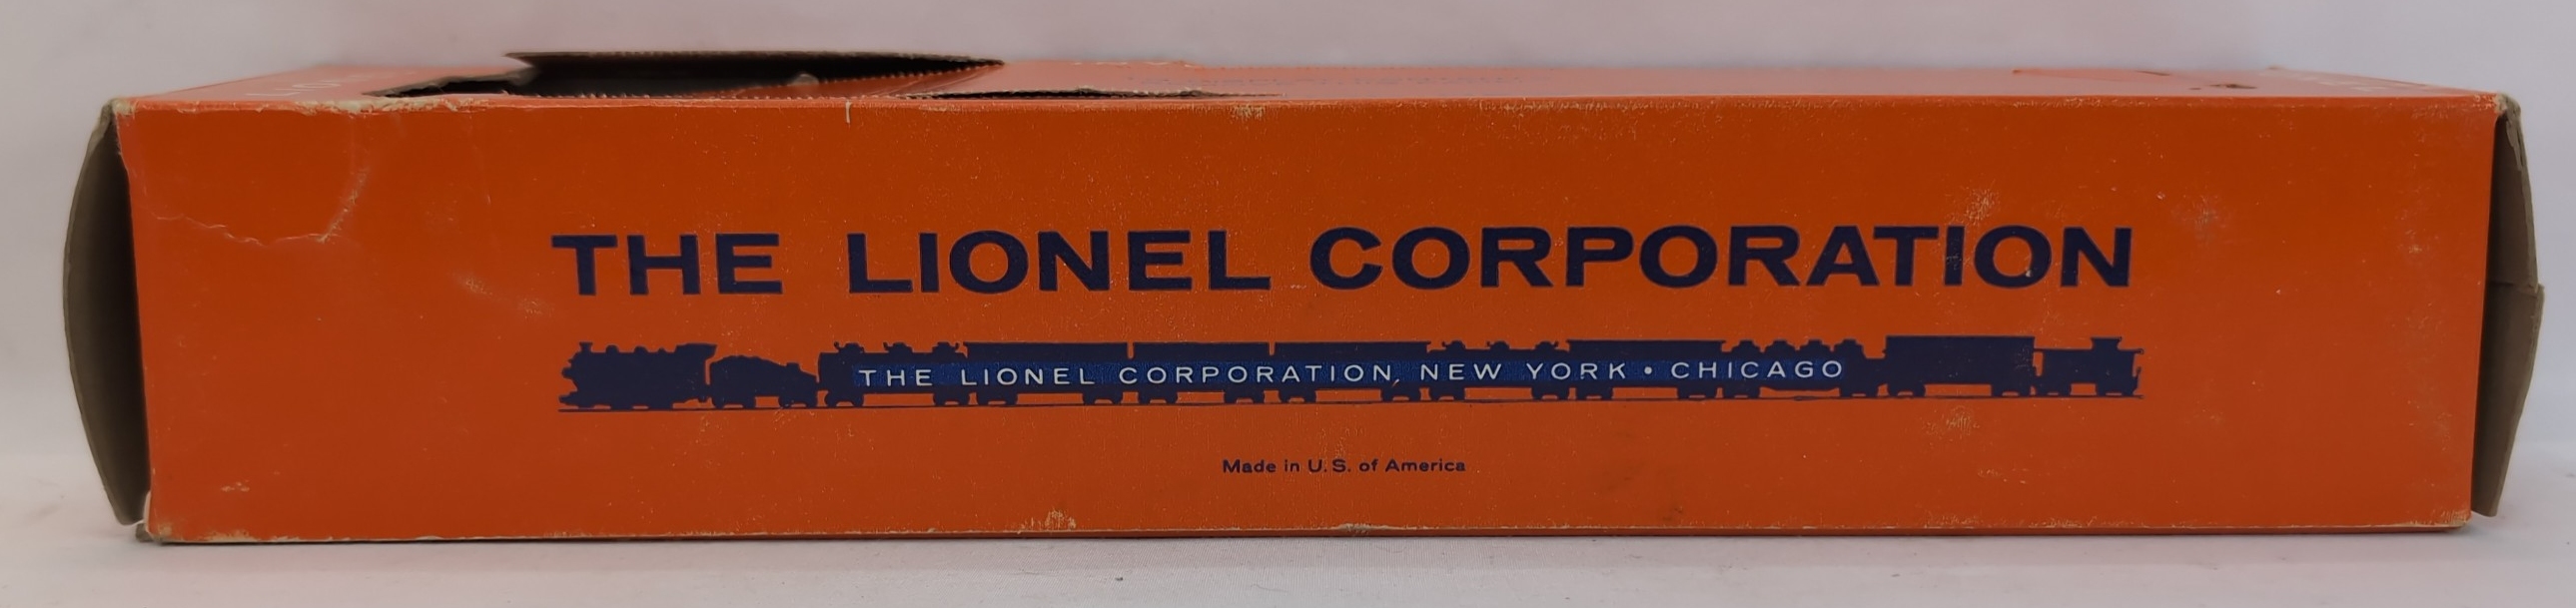 THE LIONEL CORPORATION
THE LIONEL CORPORATION, NEW YORK • CHICAGO
Made in U.S. of America